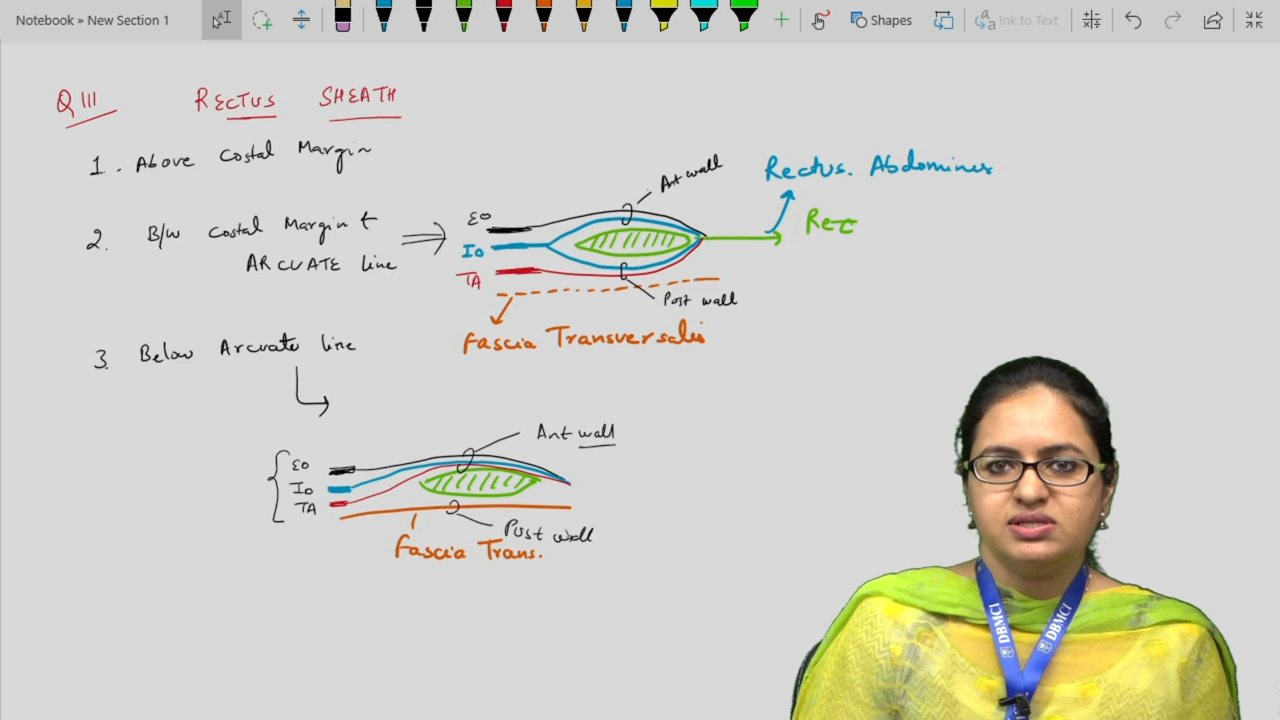 Notebook » New Section 1
Shapes
Ink to Text
Q 111 RECTUS SHEATH
1. Above Costal Margin
2. B/W Costal Margin &
ARCUATE line
EO
IO
TA
Ant wall
Post wall
Rectus. Abdominus
Rec
Fascia Transversalis
3. Below Arcuate line
EO
IO
TA
Ant wall
Post wall
Fascia Trans.
DBMCI
DBMCI